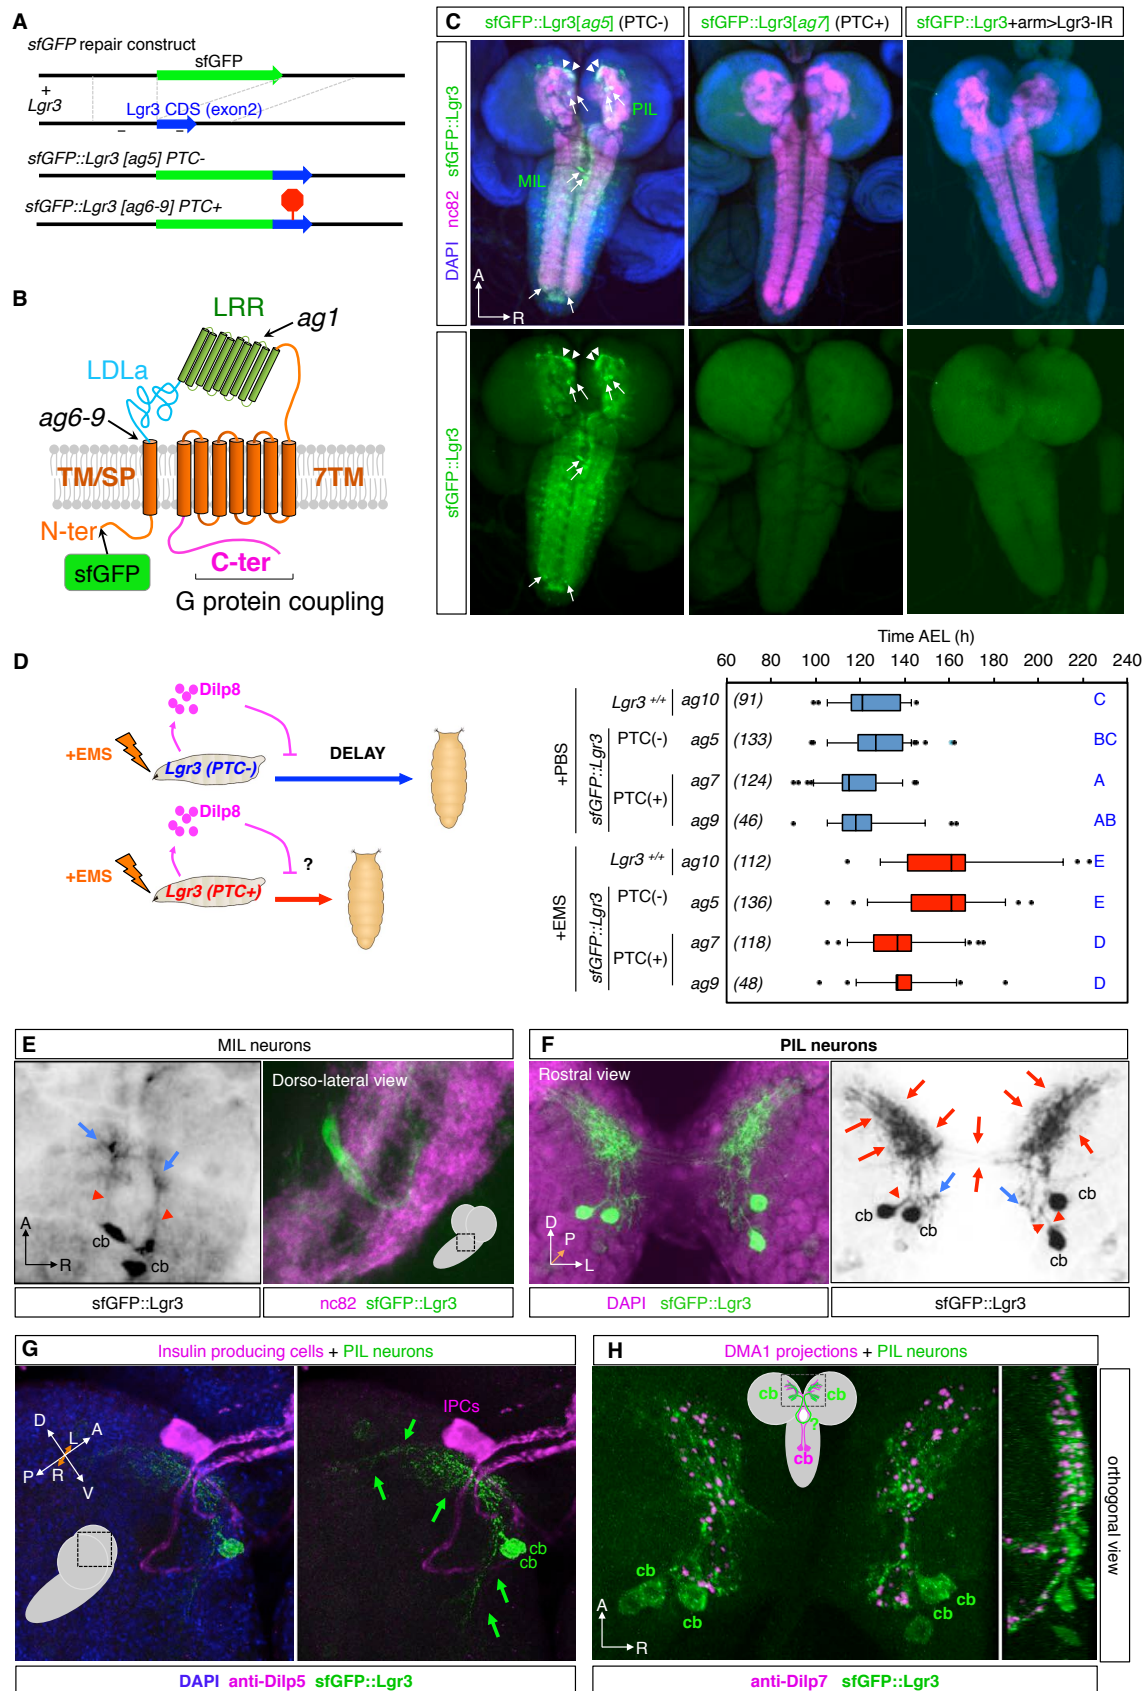 A
sfGFP repair construct
sfGFP
+
Lgr3
Lgr3 CDS (exon2)
sfGFP::Lgr3 [ag5] PTC-
sfGFP::Lgr3 [ag6-9] PTC+
B
LRR
ag1
LDLa
ag6-9
TM/SP
7TM
N-ter
sfGFP
C-ter
G protein coupling
C
sfGFP::Lgr3[ag5] (PTC-)
sfGFP::Lgr3[ag7] (PTC+)
sfGFP::Lgr3+arm>Lgr3-IR
DAPI nc82 sfGFP::Lgr3
PIL
MIL
A
R
sfGFP::Lgr3
D
Dilp8
+EMS
Lgr3 (PTC-)
DELAY
Dilp8
+EMS
Lgr3 (PTC+)
?
Time AEL (h)
60 80 100 120 140 160 180 200 220 240
+PBS
Lgr3 +/+ ag10 (91) C
sfGFP::Lgr3
PTC(-) ag5 (133) BC
PTC(+)
ag7 (124) A
ag9 (46) AB
+EMS
Lgr3 +/+ ag10 (112) E
sfGFP::Lgr3
PTC(-) ag5 (136) E
PTC(+)
ag7 (118) D
ag9 (48) D
E
MIL neurons
Dorso-lateral view
A
R
cb
cb
sfGFP::Lgr3
nc82 sfGFP::Lgr3
F
PIL neurons
Rostral view
D
P
L
cb
cb
cb
cb
DAPI sfGFP::Lgr3
sfGFP::Lgr3
G
Insulin producing cells + PIL neurons
IPCs
D
L
A
P
R
V
cb
cb
DAPI anti-Dilp5 sfGFP::Lgr3
H
DMA1 projections + PIL neurons
cb
cb
?
cb
cb
cb
cb
cb
A
R
orthogonal view
anti-Dilp7 sfGFP::Lgr3